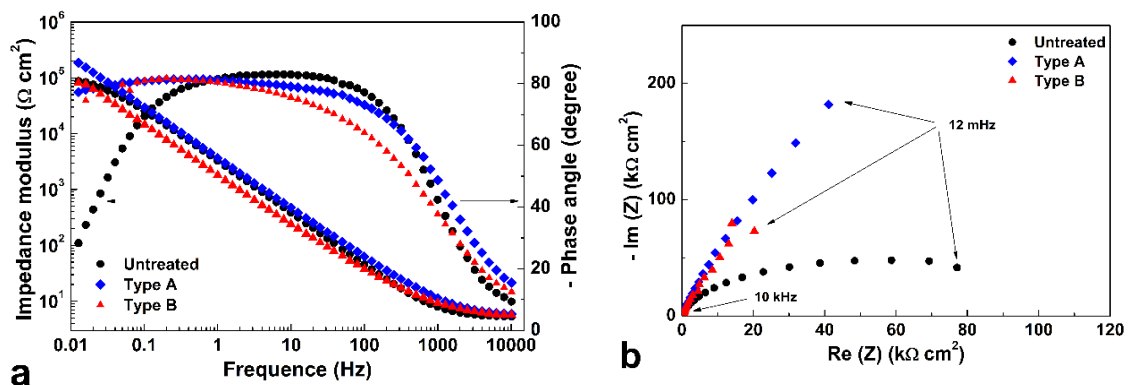 Impedance modulus (Ω cm²)
10⁶
10⁵
10⁴
10³
10²
10¹
100
80
60
40
20
0
- Phase angle (degree)
Untreated
Type A
Type B
0.01 0.1 1 10 100 1000 10000
Frequence (Hz)
a
b
- Im (Z) (kΩ cm²)
200
100
0
Untreated
Type A
Type B
12 mHz
10 kHz
0 20 40 60 80 100 120
Re (Z) (kΩ cm²)